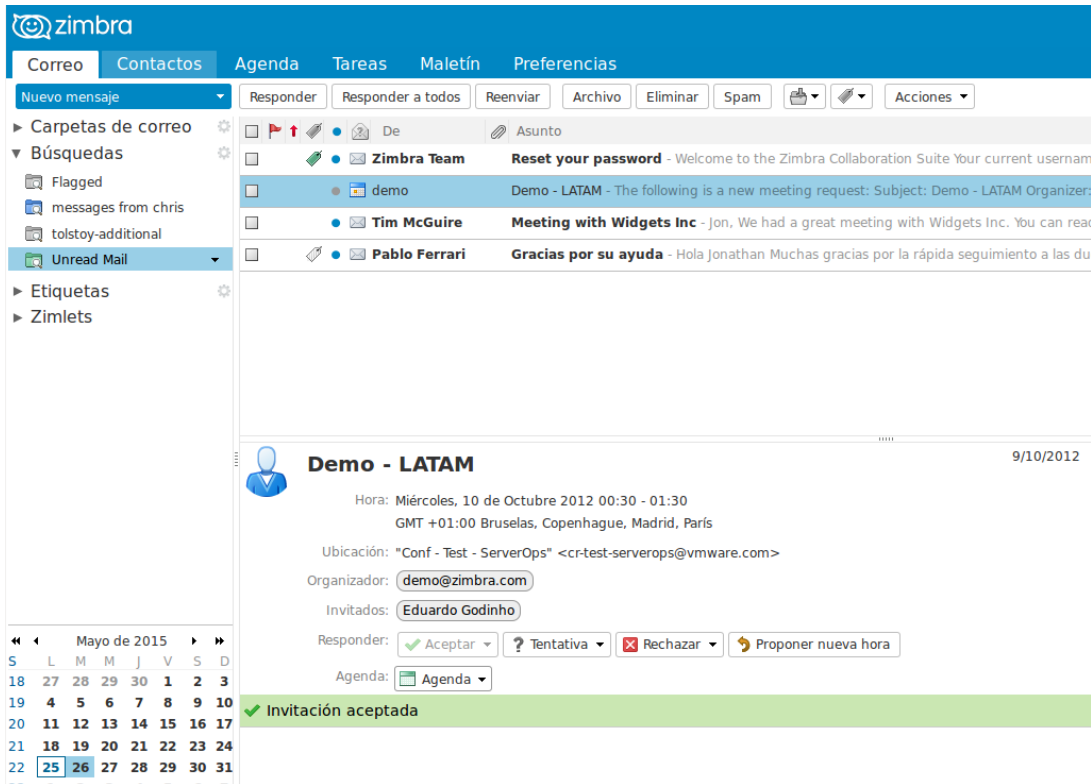 zimbra
Correo Contactos Agenda Tareas Maletín Preferencias
Nuevo mensaje
Responder Responder a todos Reenviar Archivo Eliminar Spam Acciones
Carpetas de correo
Búsquedas
Flagged
messages from chris
tolstoy-additional
Unread Mail
Etiquetas
Zimlets
De Asunto
Zimbra Team Reset your password - Welcome to the Zimbra Collaboration Suite Your current usernam
demo Demo - LATAM - The following is a new meeting request: Subject: Demo - LATAM Organizer:
Tim McGuire Meeting with Widgets Inc - Jon, We had a great meeting with Widgets Inc. You can read
Pablo Ferrari Gracias por su ayuda - Hola Jonathan Muchas gracias por la rápida seguimiento a las du
Demo - LATAM 9/10/2012
Hora: Miércoles, 10 de Octubre 2012 00:30 - 01:30
GMT +01:00 Bruselas, Copenhague, Madrid, París
Ubicación: "Conf - Test - ServerOps" <cr-test-serverops@vmware.com>
Organizador: demo@zimbra.com
Invitados: Eduardo Godinho
Responder: Aceptar ? Tentativa Rechazar Proponer nueva hora
Agenda: Agenda
Invitación aceptada
Mayo de 2015
S L M M J V S D
18 27 28 29 30 1 2 3
19 4 5 6 7 8 9 10
20 11 12 13 14 15 16 17
21 18 19 20 21 22 23 24
22 25 26 27 28 29 30 31